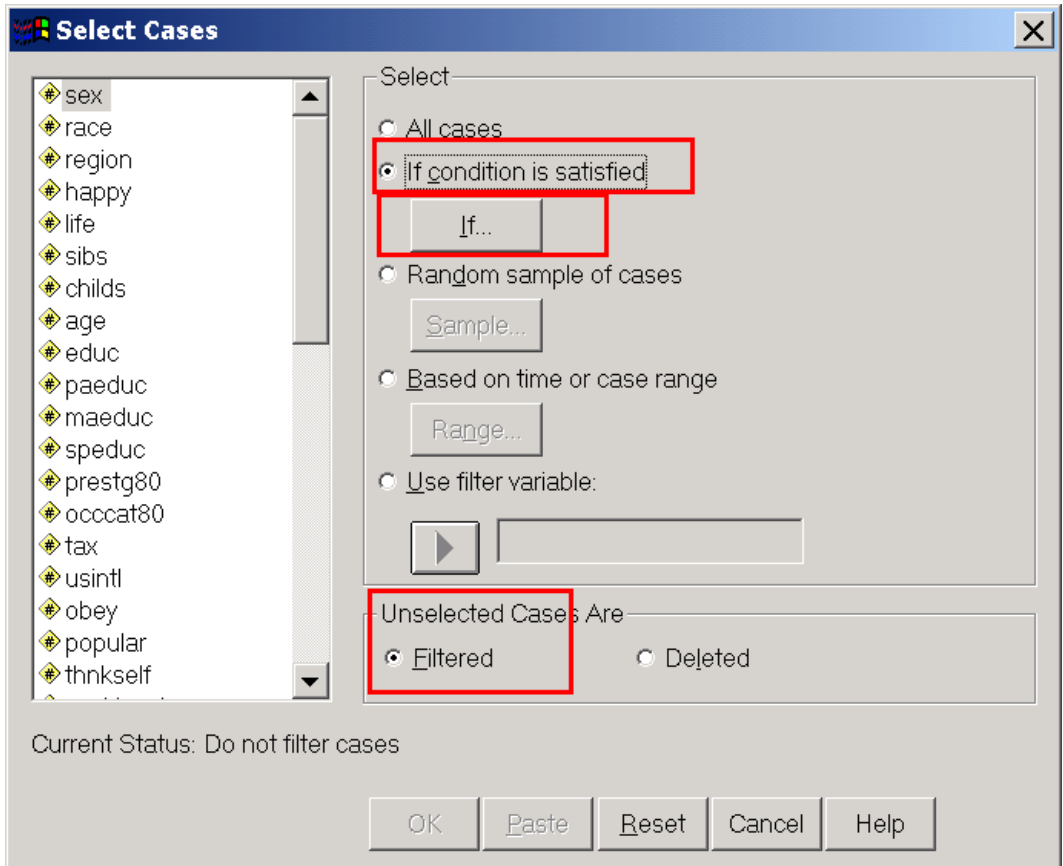 Select Cases
sex
race
region
happy
life
sibs
childs
age
educ
paeduc
maeduc
speduc
prestg80
occcat80
tax
usintl
obey
popular
thnkself
Select
All cases
If condition is satisfied
If...
Random sample of cases
Sample...
Based on time or case range
Range...
Use filter variable:
Unselected Cases Are
Filtered
Deleted
Current Status: Do not filter cases
OK
Paste
Reset
Cancel
Help